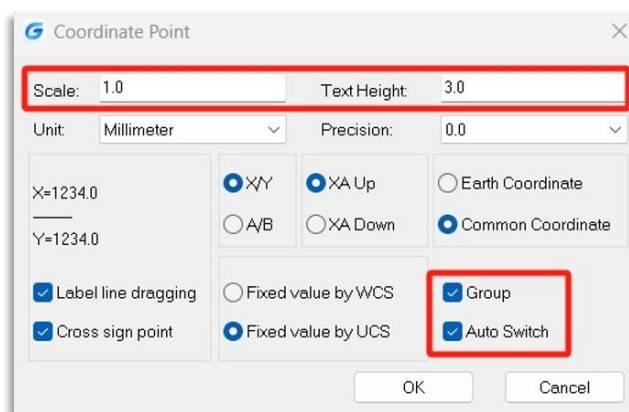 Coordinate Point
Scale: 1.0 Text Height: 3.0
Unit: Millimeter Precision: 0.0
X=1234.0
Y=1234.0
X/Y
A/B
XA Up
XA Down
Earth Coordinate
Common Coordinate
Label line dragging
Cross sign point
Fixed value by WCS
Fixed value by UCS
Group
Auto Switch
OK Cancel